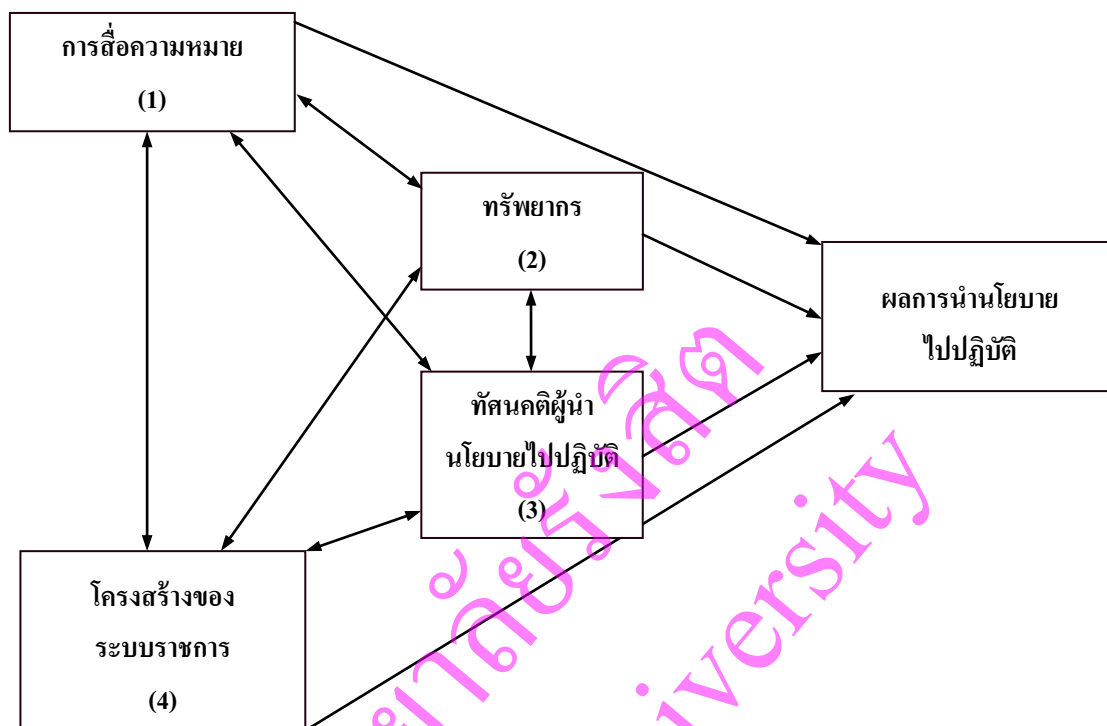 การสื่อความหมาย
(1)
ทรัพยากร
(2)
ผลการนำนโยบาย
ไปปฏิบัติ
ทัศนคติผู้นำ
นโยบายไปปฏิบัติ
(3)
โครงสร้างของ
ระบบราชการ
(4)